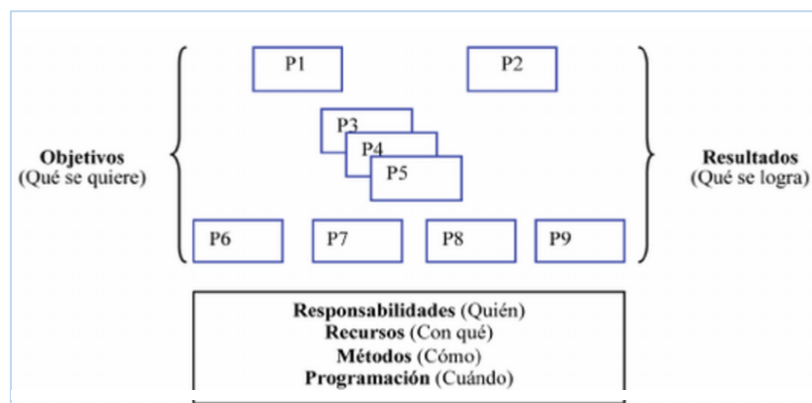 P1
P2
P3
P4
P5
Objetivos
(Qué se quiere)
Resultados
(Qué se logra)
P6
P7
P8
P9
Responsabilidades (Quién)
Recursos (Con qué)
Métodos (Cómo)
Programación (Cuándo)